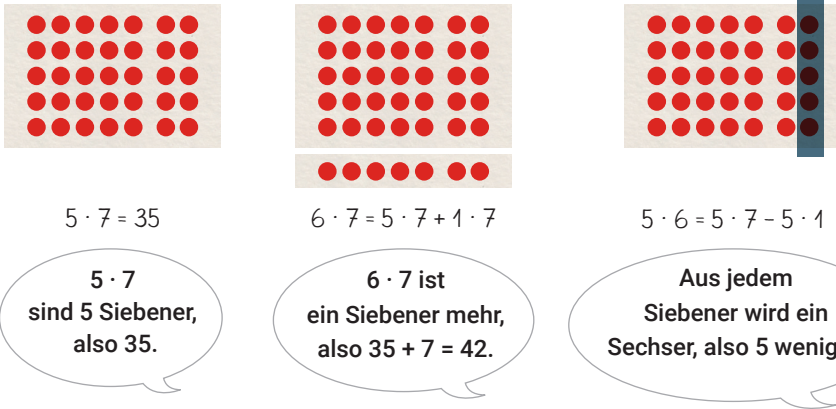 5 · 7 = 35
6 · 7 = 5 · 7 + 1 · 7
5 · 6 = 5 · 7 - 5 · 1
5 · 7
sind 5 Siebener,
also 35.
6 · 7 ist
ein Siebener mehr,
also 35 + 7 = 42.
Aus jedem
Siebener wird ein
Sechser, also 5 wenig